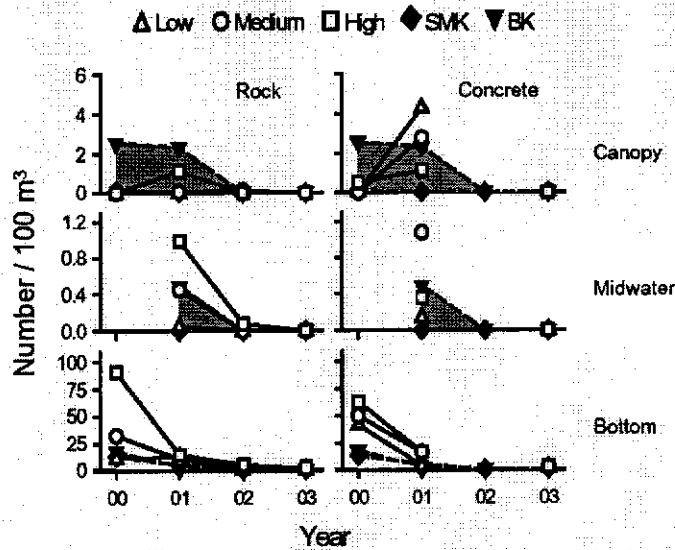 Low Medium High SMK BK
Rock Concrete
6
4
2
0
Canopy
1.2
0.8
0.4
0.0
Midwater
100
75
50
25
0
Bottom
Number / 100 m³
00 01 02 03 00 01 02 03
Year